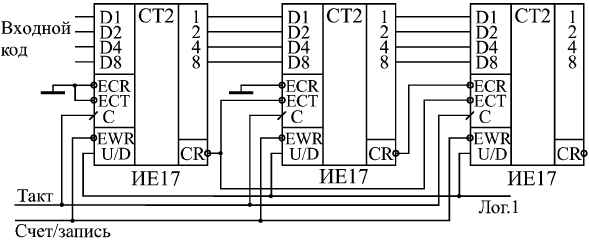 D1 CT2 1 D1 CT2 1 D1 CT2 1
Входной D2 2 D2 2 D2 2
код D4 4 D4 4 D4 4
D8 8 D8 8 D8 8
ECR ECR ECR
ECT ECT ECT
C C C
EWR EWR EWR
U/D CR U/D CR U/D CR
ИЕ17 ИЕ17 ИЕ17
Такт
Лог.1
Счет/запись